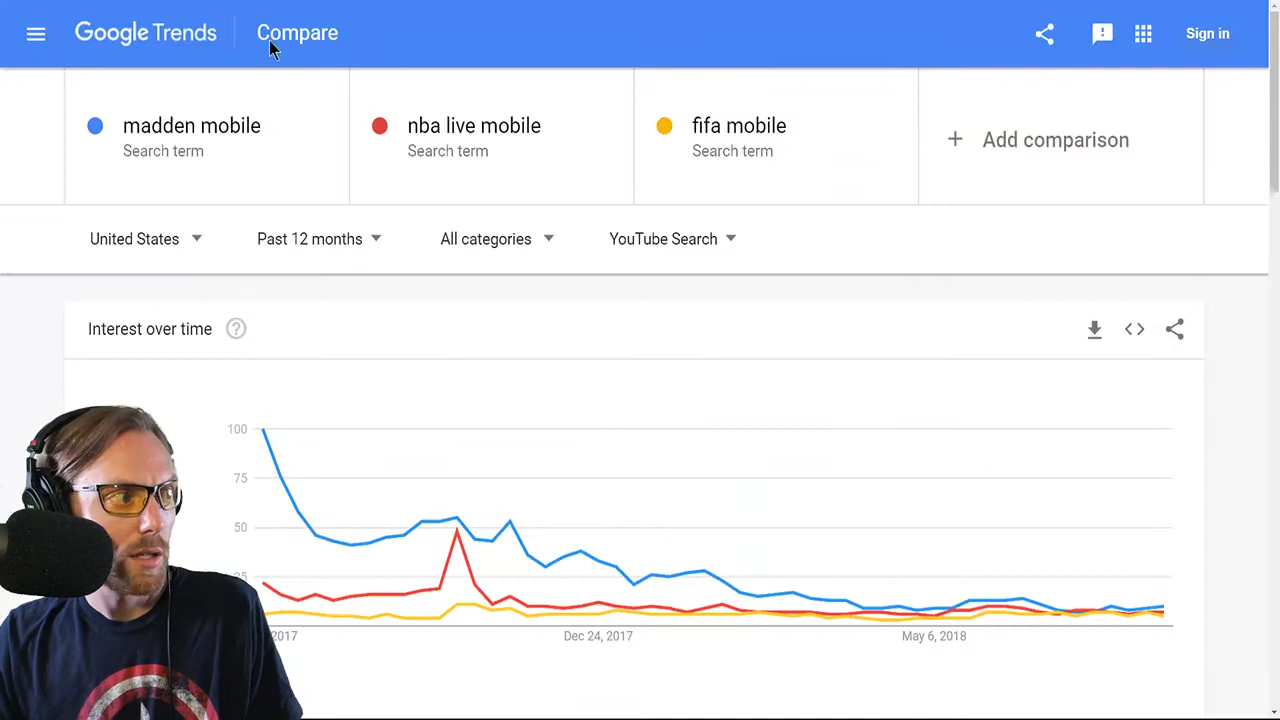 Google Trends
Compare
Sign in
madden mobile
Search term
nba live mobile
Search term
fifa mobile
Search term
+ Add comparison
United States
Past 12 months
All categories
YouTube Search
Interest over time ?
100
75
50
25
2017
Dec 24, 2017
May 6, 2018